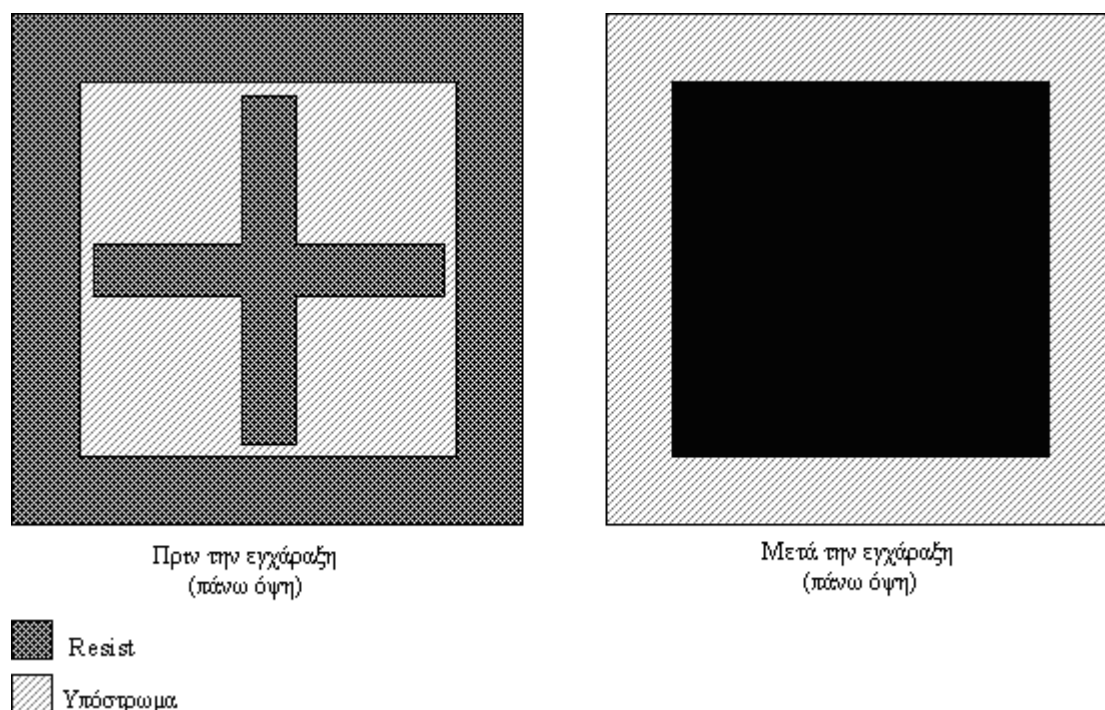 Πριν την εγχάραξη
(πάνω όψη)
Μετά την εγχάραξη
(πάνω όψη)
Resist
Υπόστρωμα